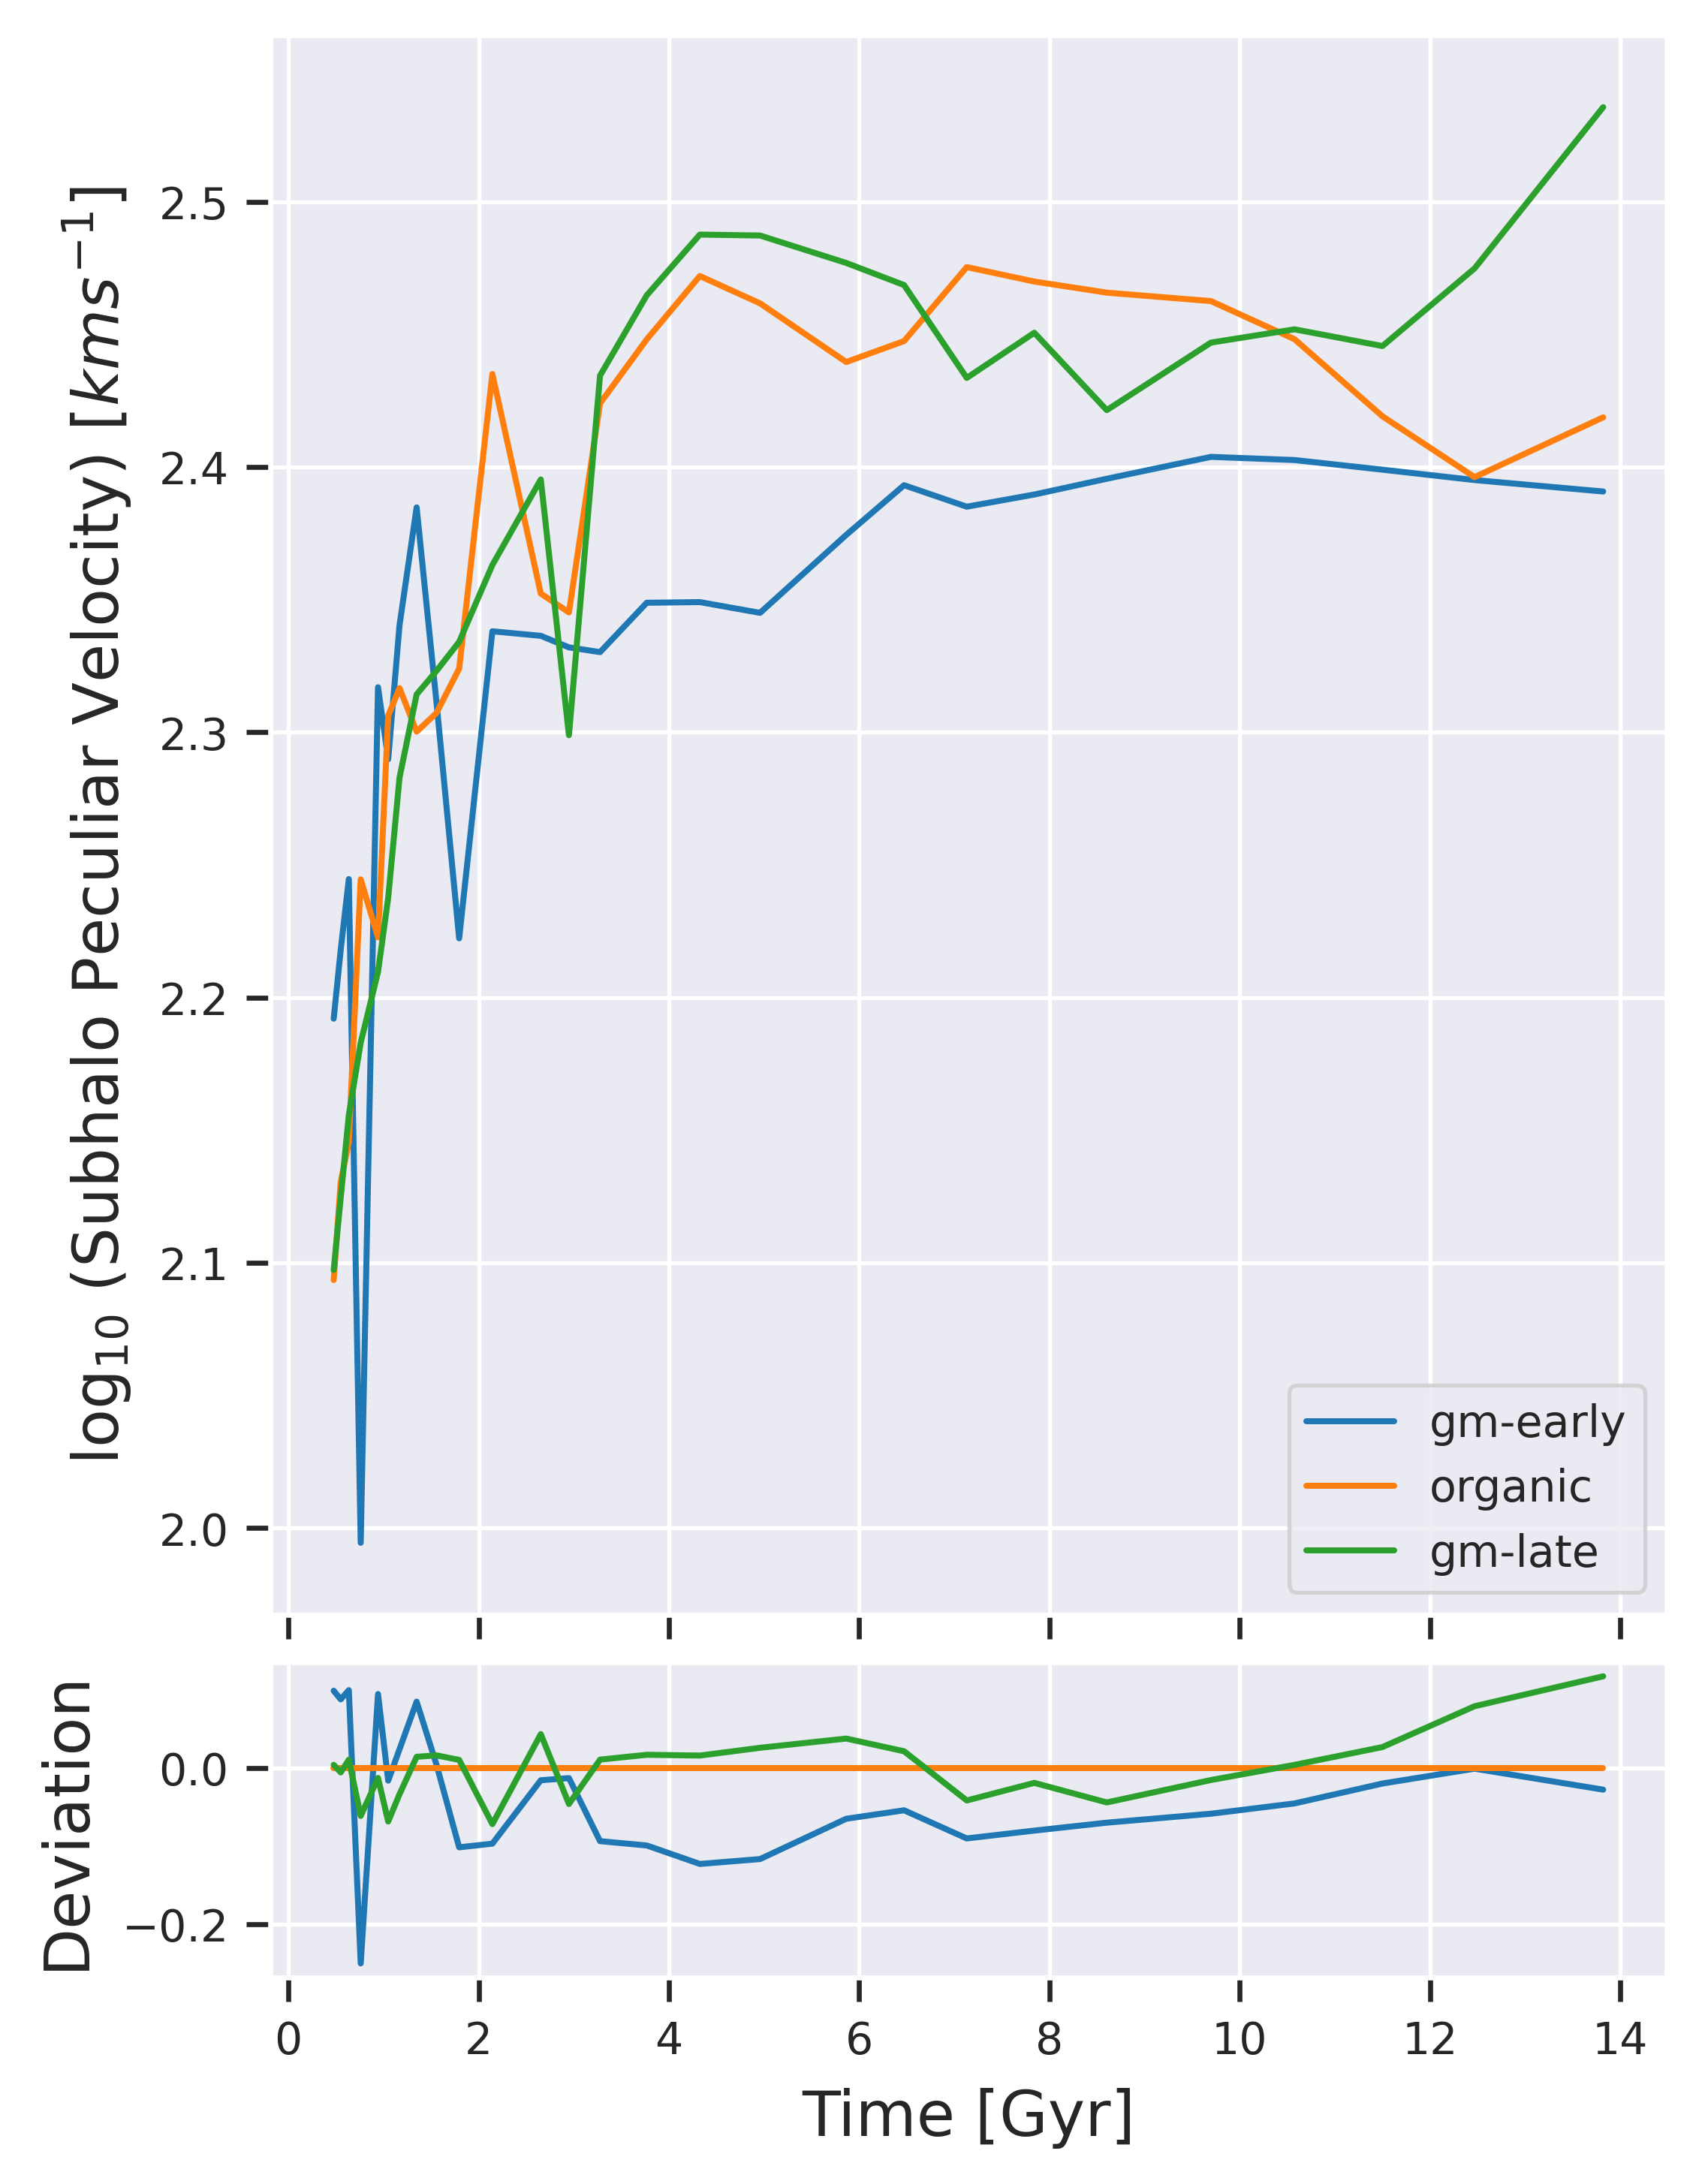 log₁₀ (Subhalo Peculiar Velocity) [kms⁻¹]
2.5
2.4
2.3
2.2
2.1
2.0
gm-early
organic
gm-late
Deviation
0.0
−0.2
0 2 4 6 8 10 12 14
Time [Gyr]